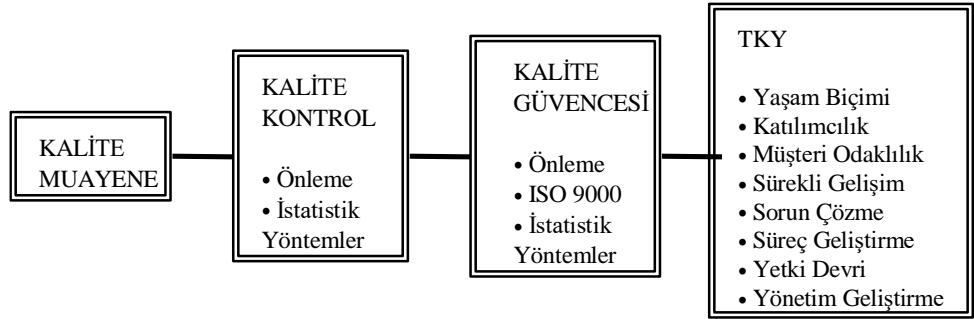 KALİTE
MUAYENE
KALİTE
KONTROL
• Önleme
• İstatistik
Yöntemler
KALİTE
GÜVENCESİ
• Önleme
• ISO 9000
• İstatistik
Yöntemler
TKY
• Yaşam Biçimi
• Katılımcılık
• Müşteri Odaklılık
• Sürekli Gelişim
• Sorun Çözme
• Süreç Geliştirme
• Yetki Devri
• Yönetim Geliştirme